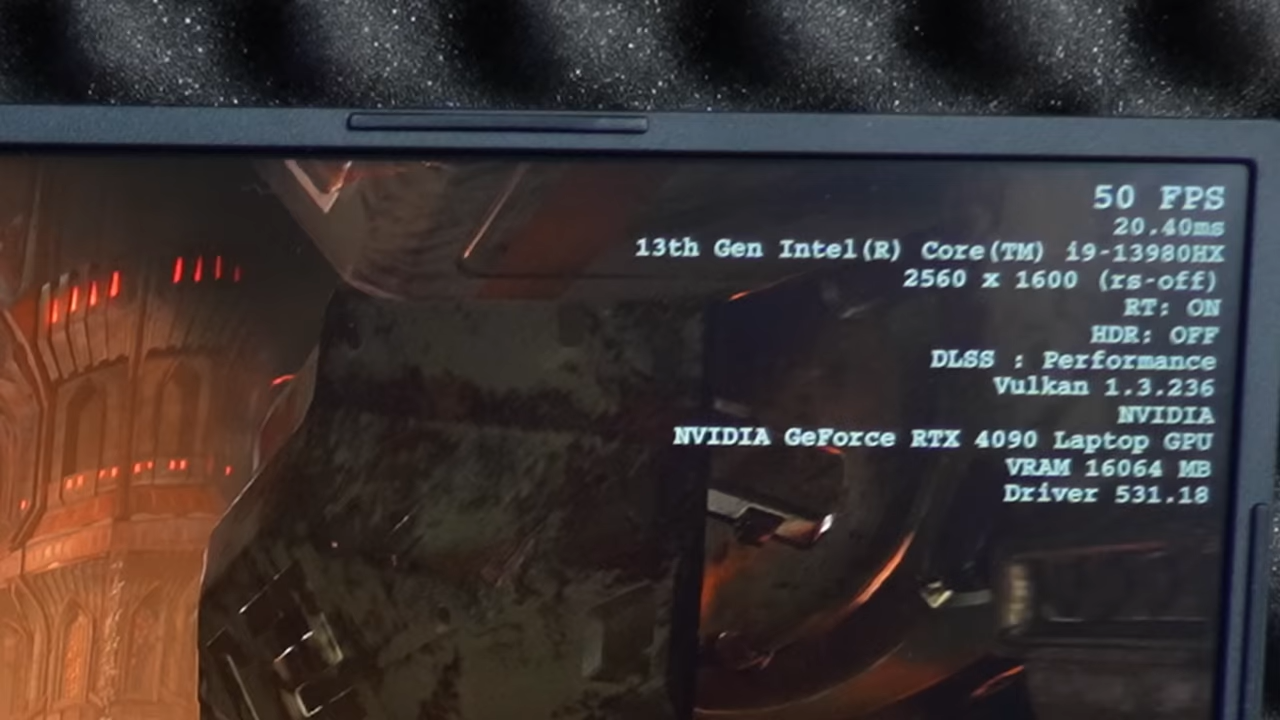 50 FPS
20.40ms
13th Gen Intel(R) Core(TM) i9-13980HX
2560 x 1600 (rs-off)
RT: ON
HDR: OFF
DLSS : Performance
Vulkan 1.3.236
NVIDIA
NVIDIA GeForce RTX 4090 Laptop GPU
VRAM 16064 MB
Driver 531.18